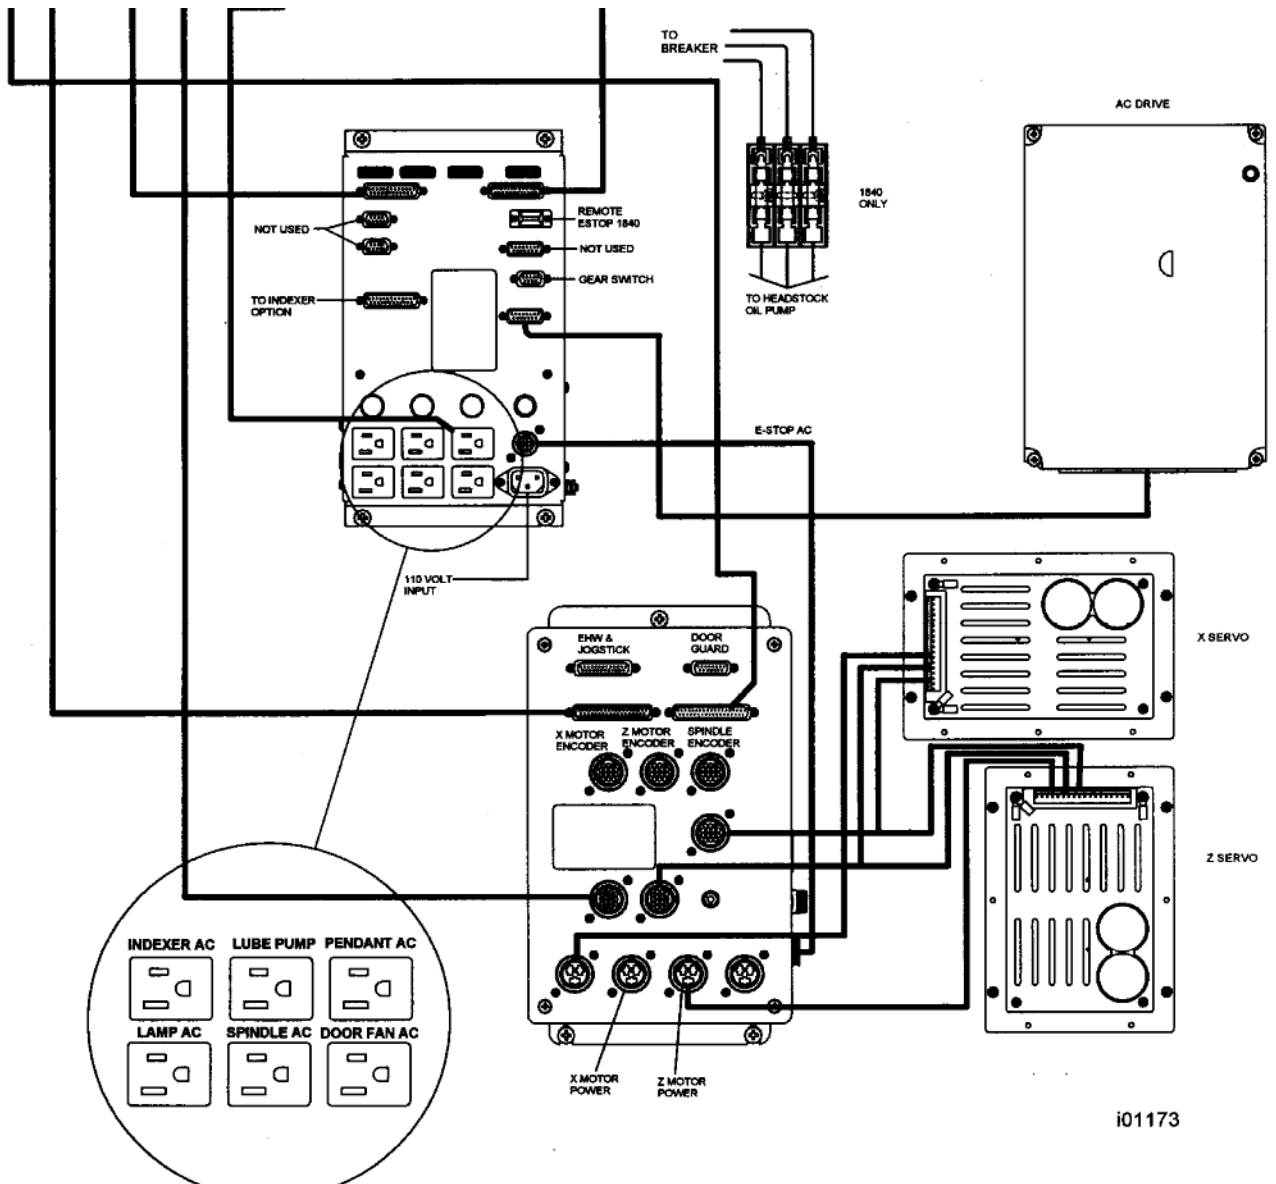 TO
BREAKER
AC DRIVE
1840
ONLY
REMOTE
ESTOP 1840
NOT USED
NOT USED
GEAR SWITCH
TO INDEXER
OPTION
TO HEADSTOCK
OIL PUMP
E-STOP AC
110 VOLT
INPUT
EHW &
JOGSTICK
DOOR
GUARD
X SERVO
X MOTOR
ENCODER
Z MOTOR
ENCODER
SPINDLE
ENCODER
Z SERVO
INDEXER AC
LUBE PUMP
PENDANT AC
LAMP AC
SPINDLE AC
DOOR FAN AC
X MOTOR
POWER
Z MOTOR
POWER
i01173